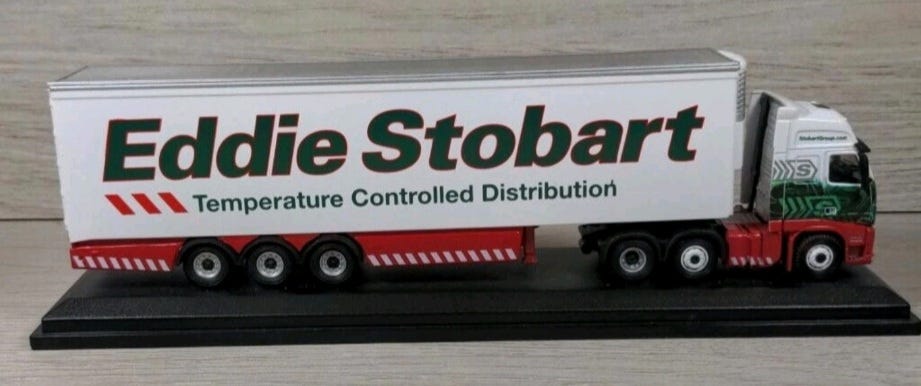 Eddie Stobart
Temperature Controlled Distribution
StobartGroup.com
S